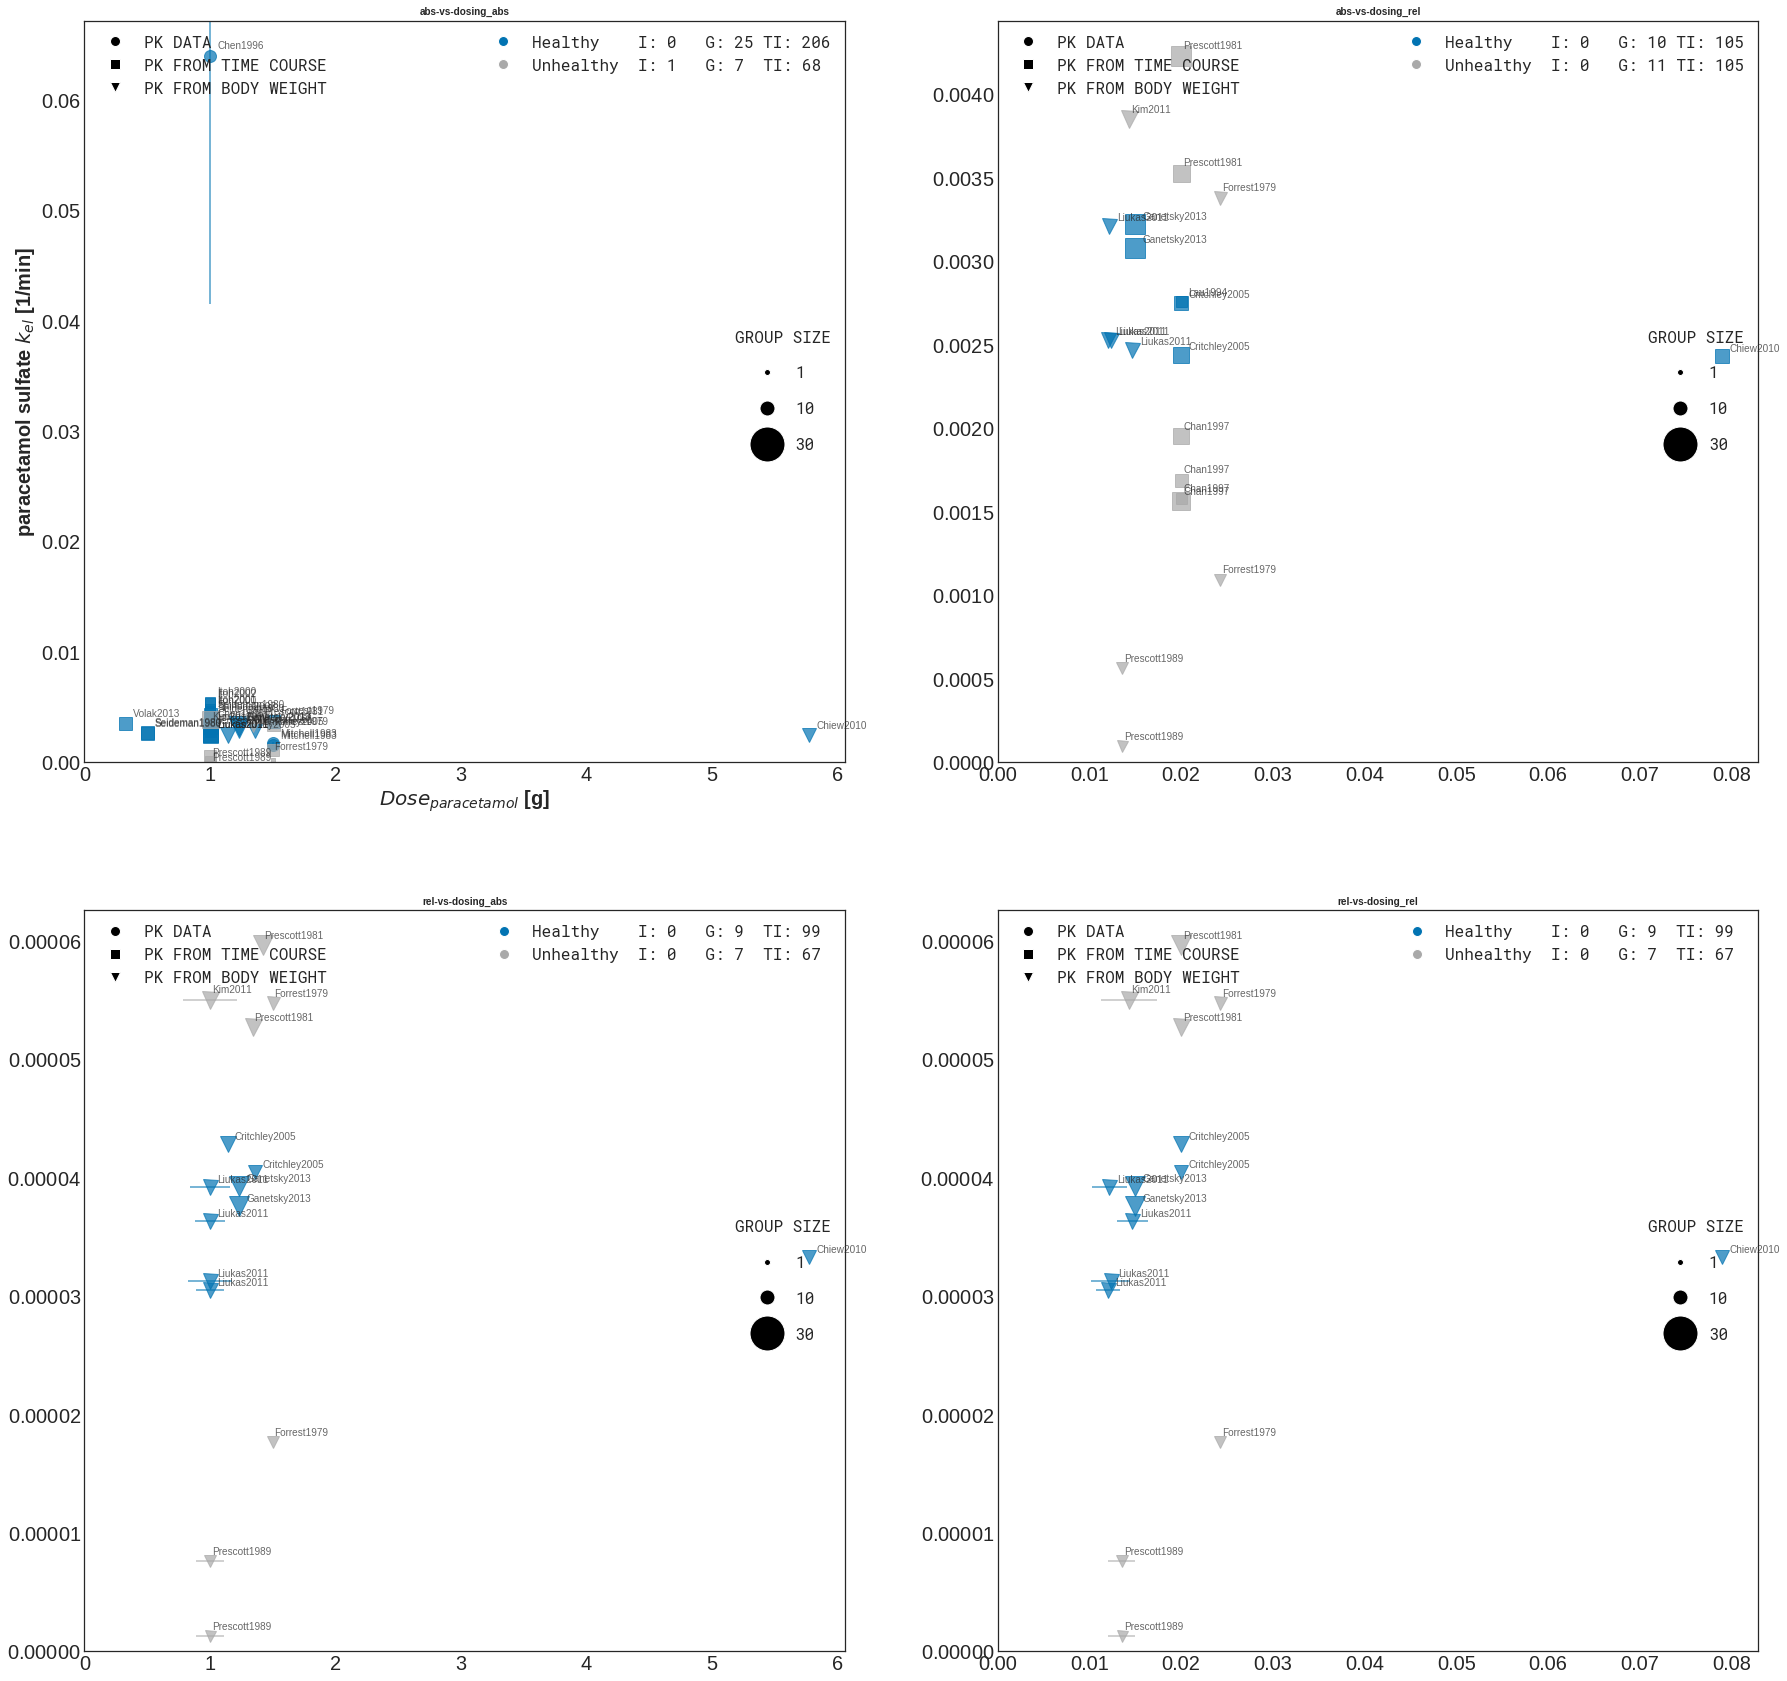 abs-vs-dosing_abs
PK DATA
PK FROM TIME COURSE
PK FROM BODY WEIGHT
Healthy I: 0 G: 25 TI: 206
Unhealthy I: 1 G: 7 TI: 68
Chen1996
paracetamol sulfate k_el [1/min]
0.06
0.05
0.04
0.03
0.02
0.01
0.00
GROUP SIZE
1
10
30
Volak2013
Seideman1980
Liukas2011
Mitchell1983
Forrest1979
Prescott1989
Prescott1989
Chiew2010
0 1 2 3 4 5 6
Dose_paracetamol [g]
abs-vs-dosing_rel
PK DATA
PK FROM TIME COURSE
PK FROM BODY WEIGHT
Healthy I: 0 G: 10 TI: 105
Unhealthy I: 0 G: 11 TI: 105
0.0040
0.0035
0.0030
0.0025
0.0020
0.0015
0.0010
0.0005
0.0000
Prescott1981
Kim2011
Prescott1981
Forrest1979
Liukas2011
Ganetsky2013
Ganetsky2013
Lau1994
Critchley2005
Liukas2011
Liukas2011
Critchley2005
Chiew2010
Chan1997
Chan1997
Chan1997
Chan1997
Forrest1979
Prescott1989
Prescott1989
GROUP SIZE
1
10
30
0.00 0.01 0.02 0.03 0.04 0.05 0.06 0.07 0.08
rel-vs-dosing_abs
PK DATA
PK FROM TIME COURSE
PK FROM BODY WEIGHT
Healthy I: 0 G: 9 TI: 99
Unhealthy I: 0 G: 7 TI: 67
0.00006
0.00005
0.00004
0.00003
0.00002
0.00001
0.00000
Prescott1981
Kim2011
Forrest1979
Prescott1981
Critchley2005
Critchley2005
Liukas2011
Ganetsky2013
Ganetsky2013
Liukas2011
Liukas2011
Liukas2011
Chiew2010
Forrest1979
Prescott1989
Prescott1989
GROUP SIZE
1
10
30
0 1 2 3 4 5 6
rel-vs-dosing_rel
PK DATA
PK FROM TIME COURSE
PK FROM BODY WEIGHT
Healthy I: 0 G: 9 TI: 99
Unhealthy I: 0 G: 7 TI: 67
0.00006
0.00005
0.00004
0.00003
0.00002
0.00001
0.00000
Prescott1981
Kim2011
Forrest1979
Prescott1981
Critchley2005
Critchley2005
Liukas2011
Ganetsky2013
Ganetsky2013
Liukas2011
Liukas2011
Liukas2011
Chiew2010
Forrest1979
Prescott1989
Prescott1989
GROUP SIZE
1
10
30
0.00 0.01 0.02 0.03 0.04 0.05 0.06 0.07 0.08